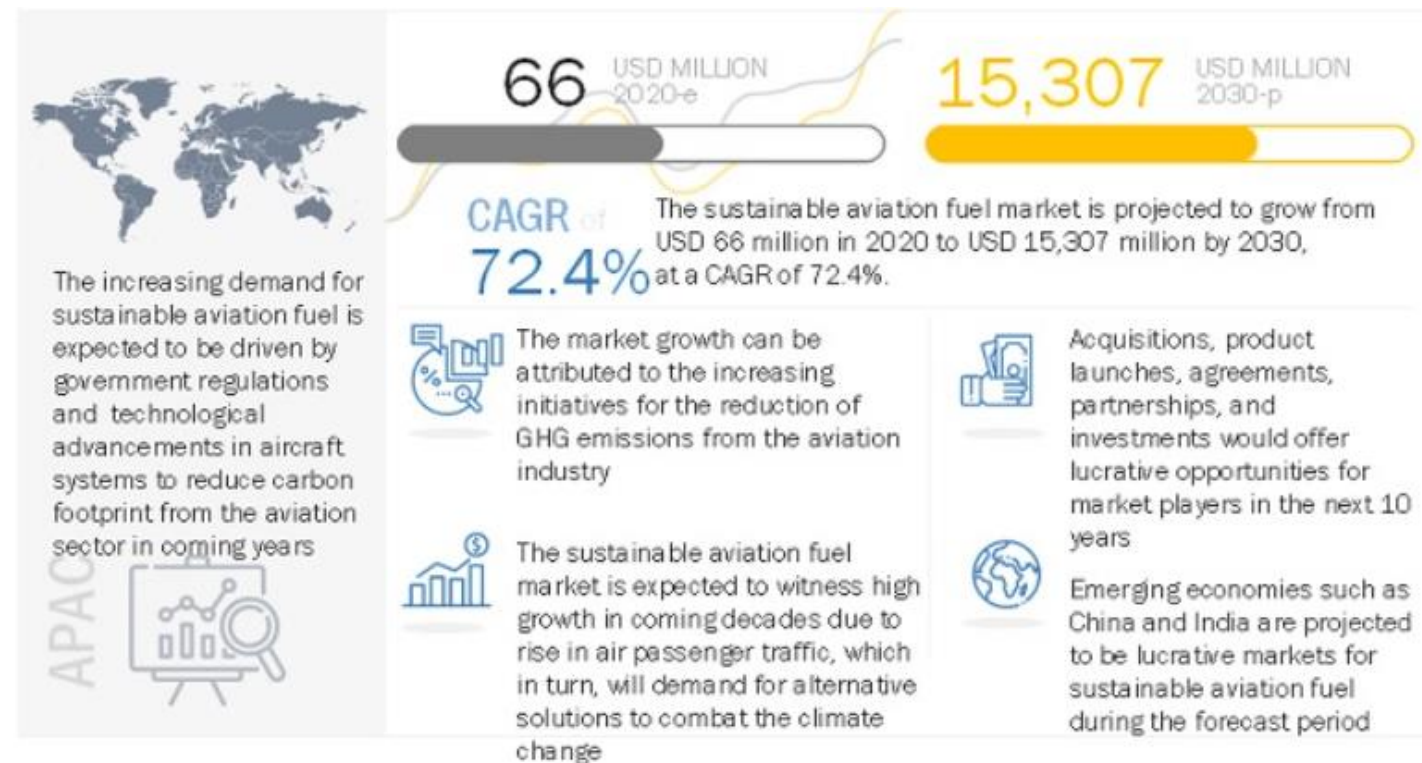 66 USD MILLION
2020-e
15,307 USD MILLION
2030-p
CAGR of
72.4%
The sustainable aviation fuel market is projected to grow from
USD 66 million in 2020 to USD 15,307 million by 2030,
at a CAGR of 72.4%.
The increasing demand for
sustainable aviation fuel is
expected to be driven by
government regulations
and technological
advancements in aircraft
systems to reduce carbon
footprint from the aviation
sector in coming years
APAC
%
The market growth can be
attributed to the increasing
initiatives for the reduction of
GHG emissions from the aviation
industry
$
The sustainable aviation fuel
market is expected to witness high
growth in coming decades due to
rise in air passenger traffic, which
in turn, will demand for alternative
solutions to combat the climate
change
Acquisitions, product
launches, agreements,
partnerships, and
investments would offer
lucrative opportunities for
market players in the next 10
years
Emerging economies such as
China and India are projected
to be lucrative markets for
sustainable aviation fuel
during the forecast period